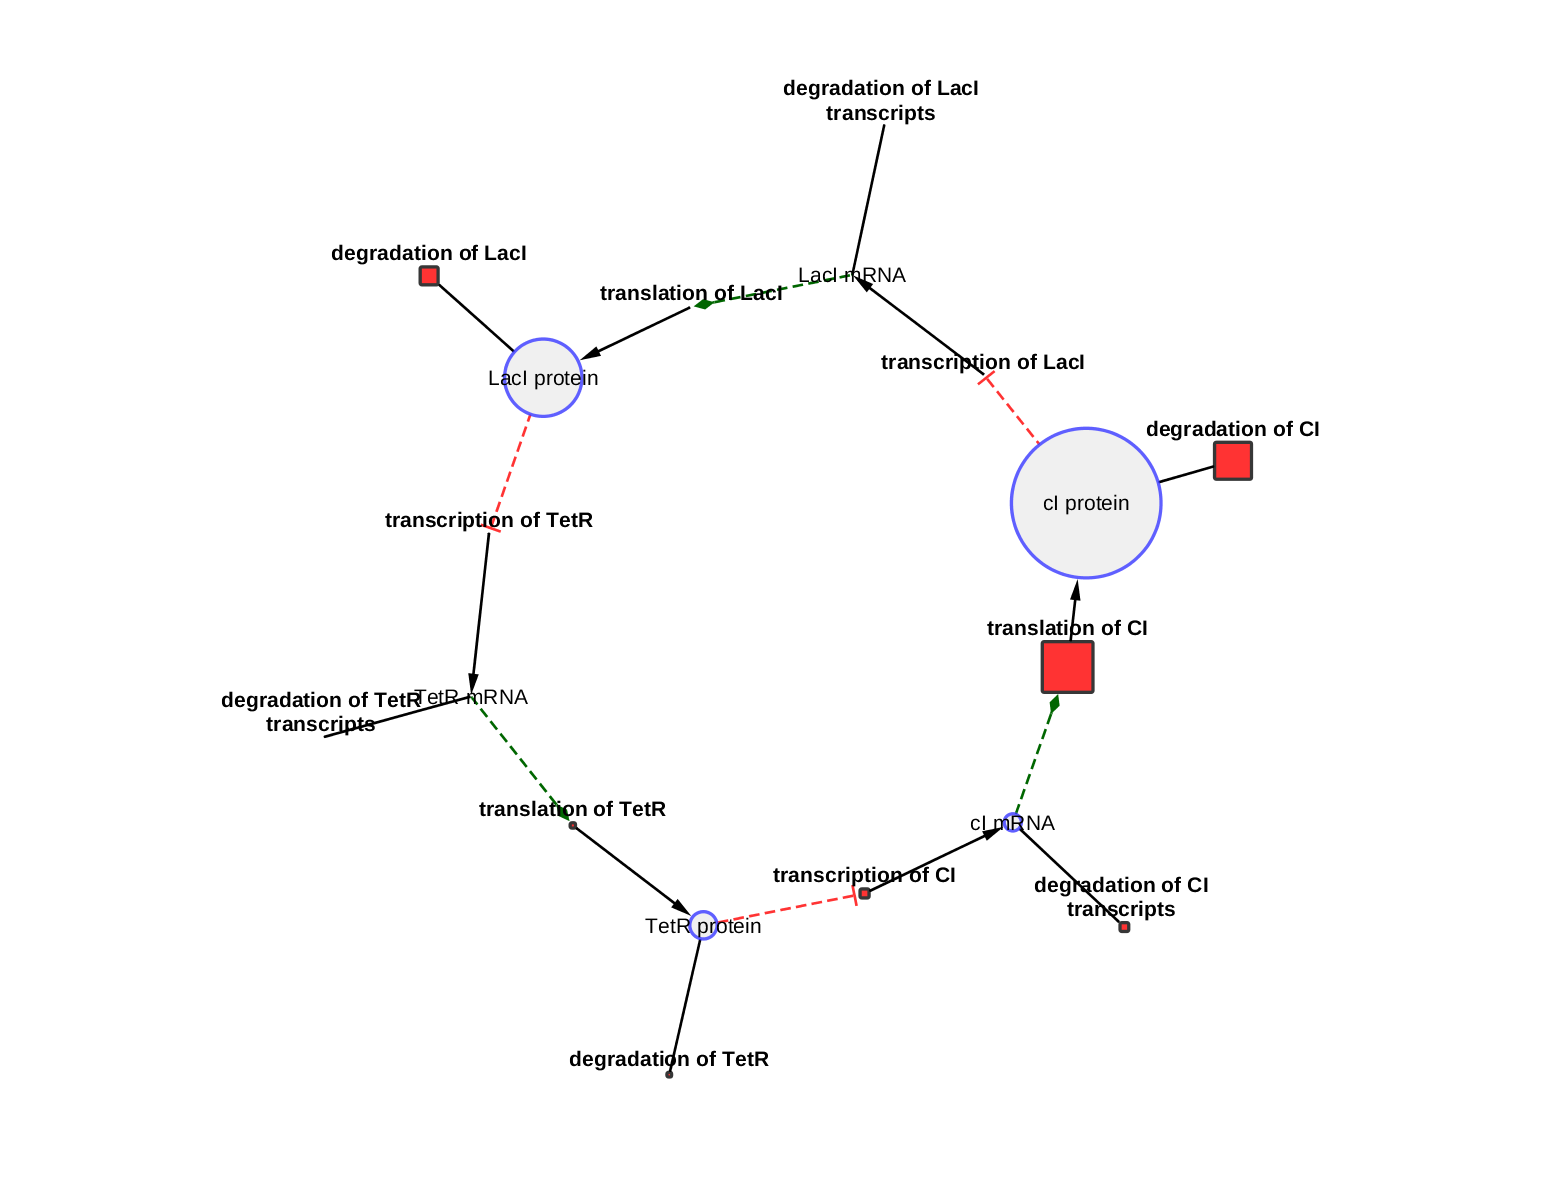 degradation of LacI
transcripts
degradation of LacI
LacI mRNA
translation of LacI
transcription of LacI
LacI protein
degradation of CI
cI protein
transcription of TetR
translation of CI
degradation of TetR
transcripts
TetR mRNA
translation of TetR
cI mRNA
transcription of CI
degradation of CI
transcripts
TetR protein
degradation of TetR